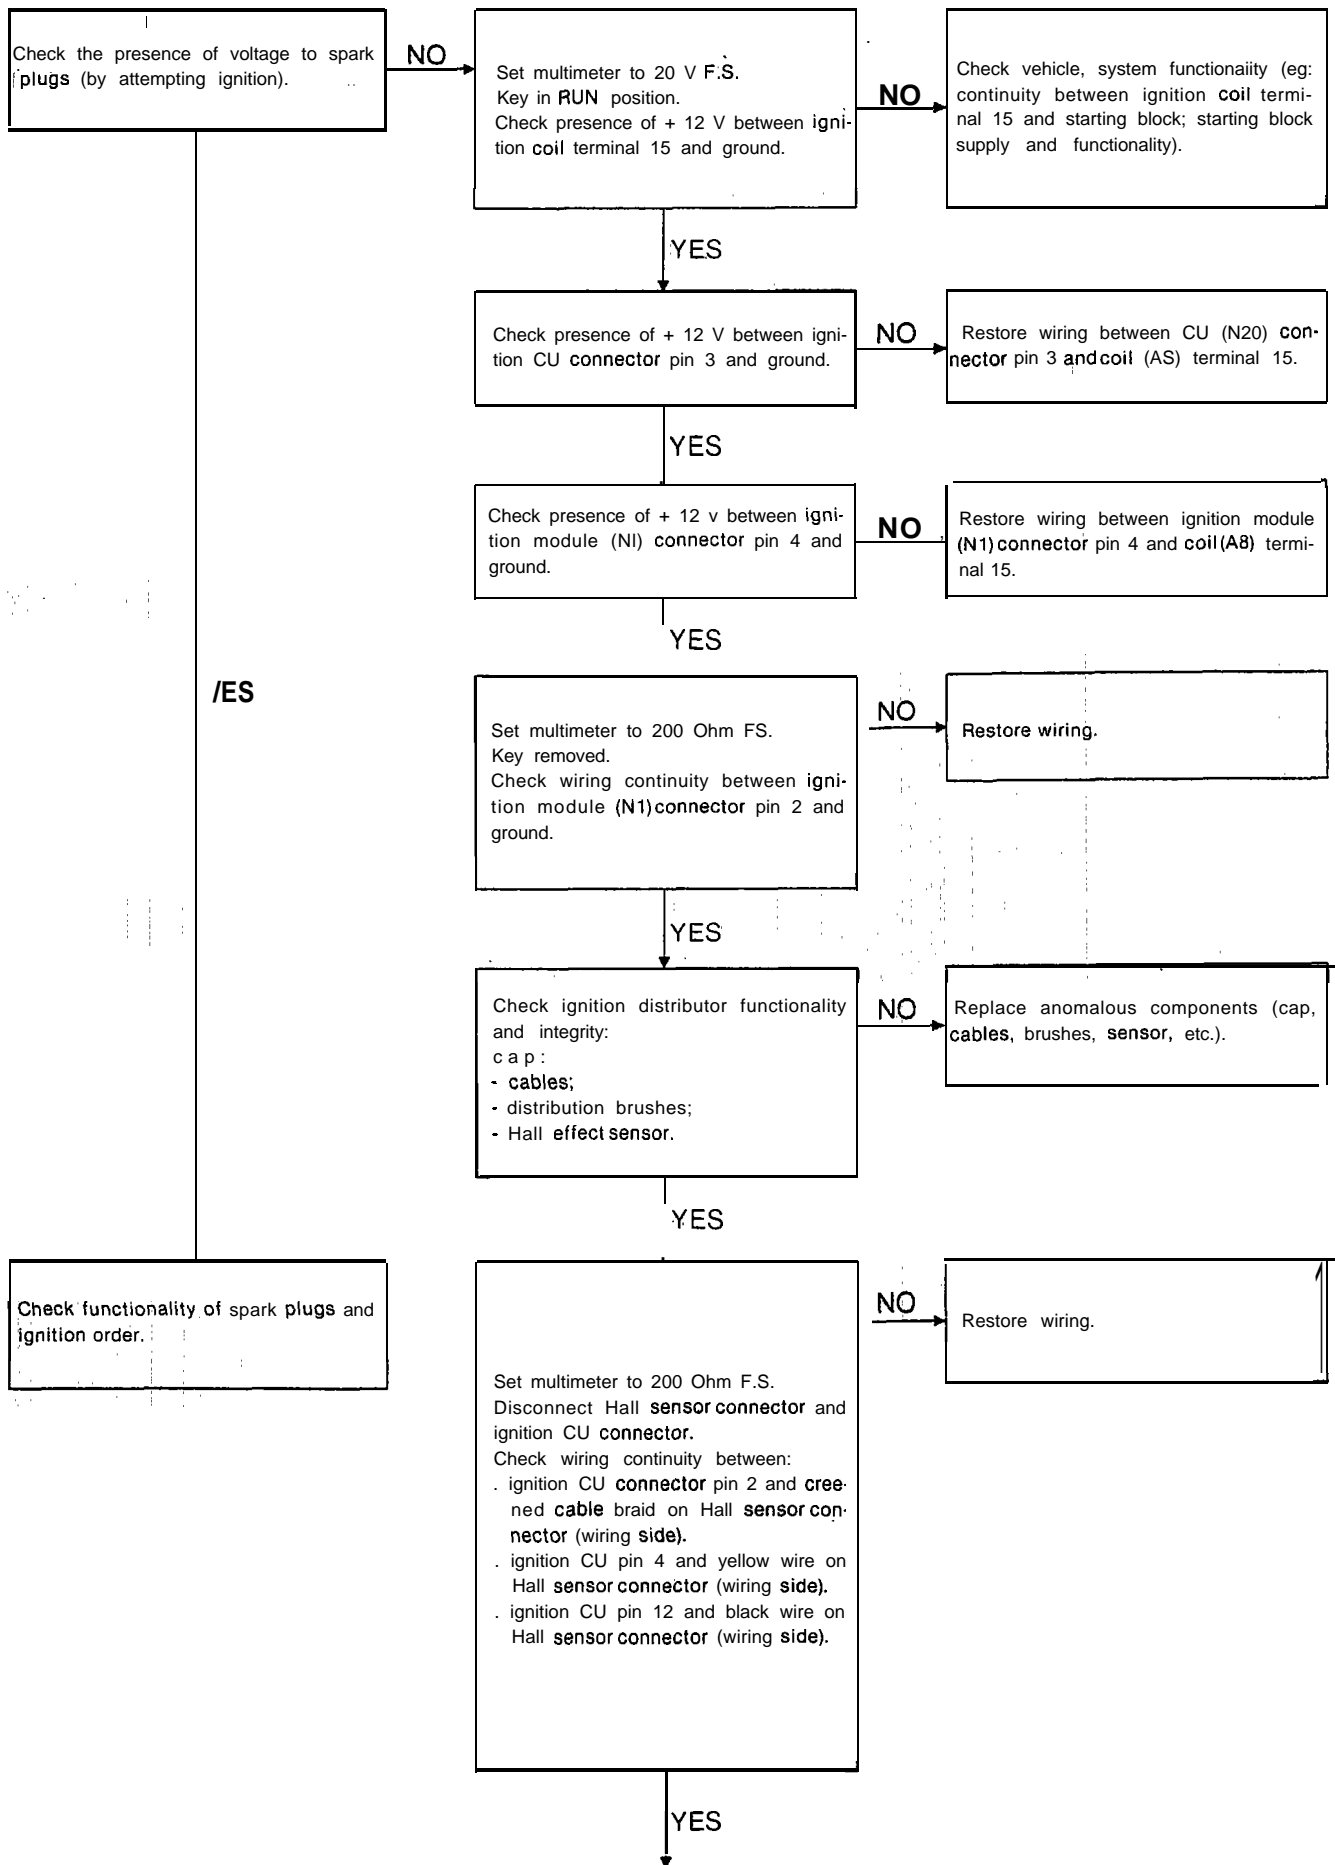 Check the presence of voltage to spark
plugs (by attempting ignition).
NO
Set multimeter to 20 V F.S.
Key in RUN position.
Check presence of + 12 V between igni-
tion coil terminal 15 and ground.
NO
Check vehicle, system functionaiity (eg:
continuity between ignition coil termi-
nal 15 and starting block; starting block
supply and functionality).
YES
Check presence of + 12 V between igni-
tion CU connector pin 3 and ground.
NO
Restore wiring between CU (N20) con-
nector pin 3 and coil (AS) terminal 15.
YES
Check presence of + 12 v between igni-
tion module (NI) connector pin 4 and
ground.
NO
Restore wiring between ignition module
(N1) connector pin 4 and coil (A8) termi-
nal 15.
YES
/ES
Set multimeter to 200 Ohm FS.
Key removed.
Check wiring continuity between igni-
tion module (N1) connector pin 2 and
ground.
NO
Restore wiring.
YES
Check ignition distributor functionality
and integrity:
cap:
- cables;
- distribution brushes;
- Hall effect sensor.
NO
Replace anomalous components (cap,
cables, brushes, sensor, etc.).
YES
Check functionality of spark plugs and
ignition order.
Set multimeter to 200 Ohm F.S.
Disconnect Hall sensor connector and
ignition CU connector.
Check wiring continuity between:
. ignition CU connector pin 2 and cree-
ned cable braid on Hall sensor con-
nector (wiring side).
. ignition CU pin 4 and yellow wire on
Hall sensor connector (wiring side).
. ignition CU pin 12 and black wire on
Hall sensor connector (wiring side).
NO
Restore wiring.
YES